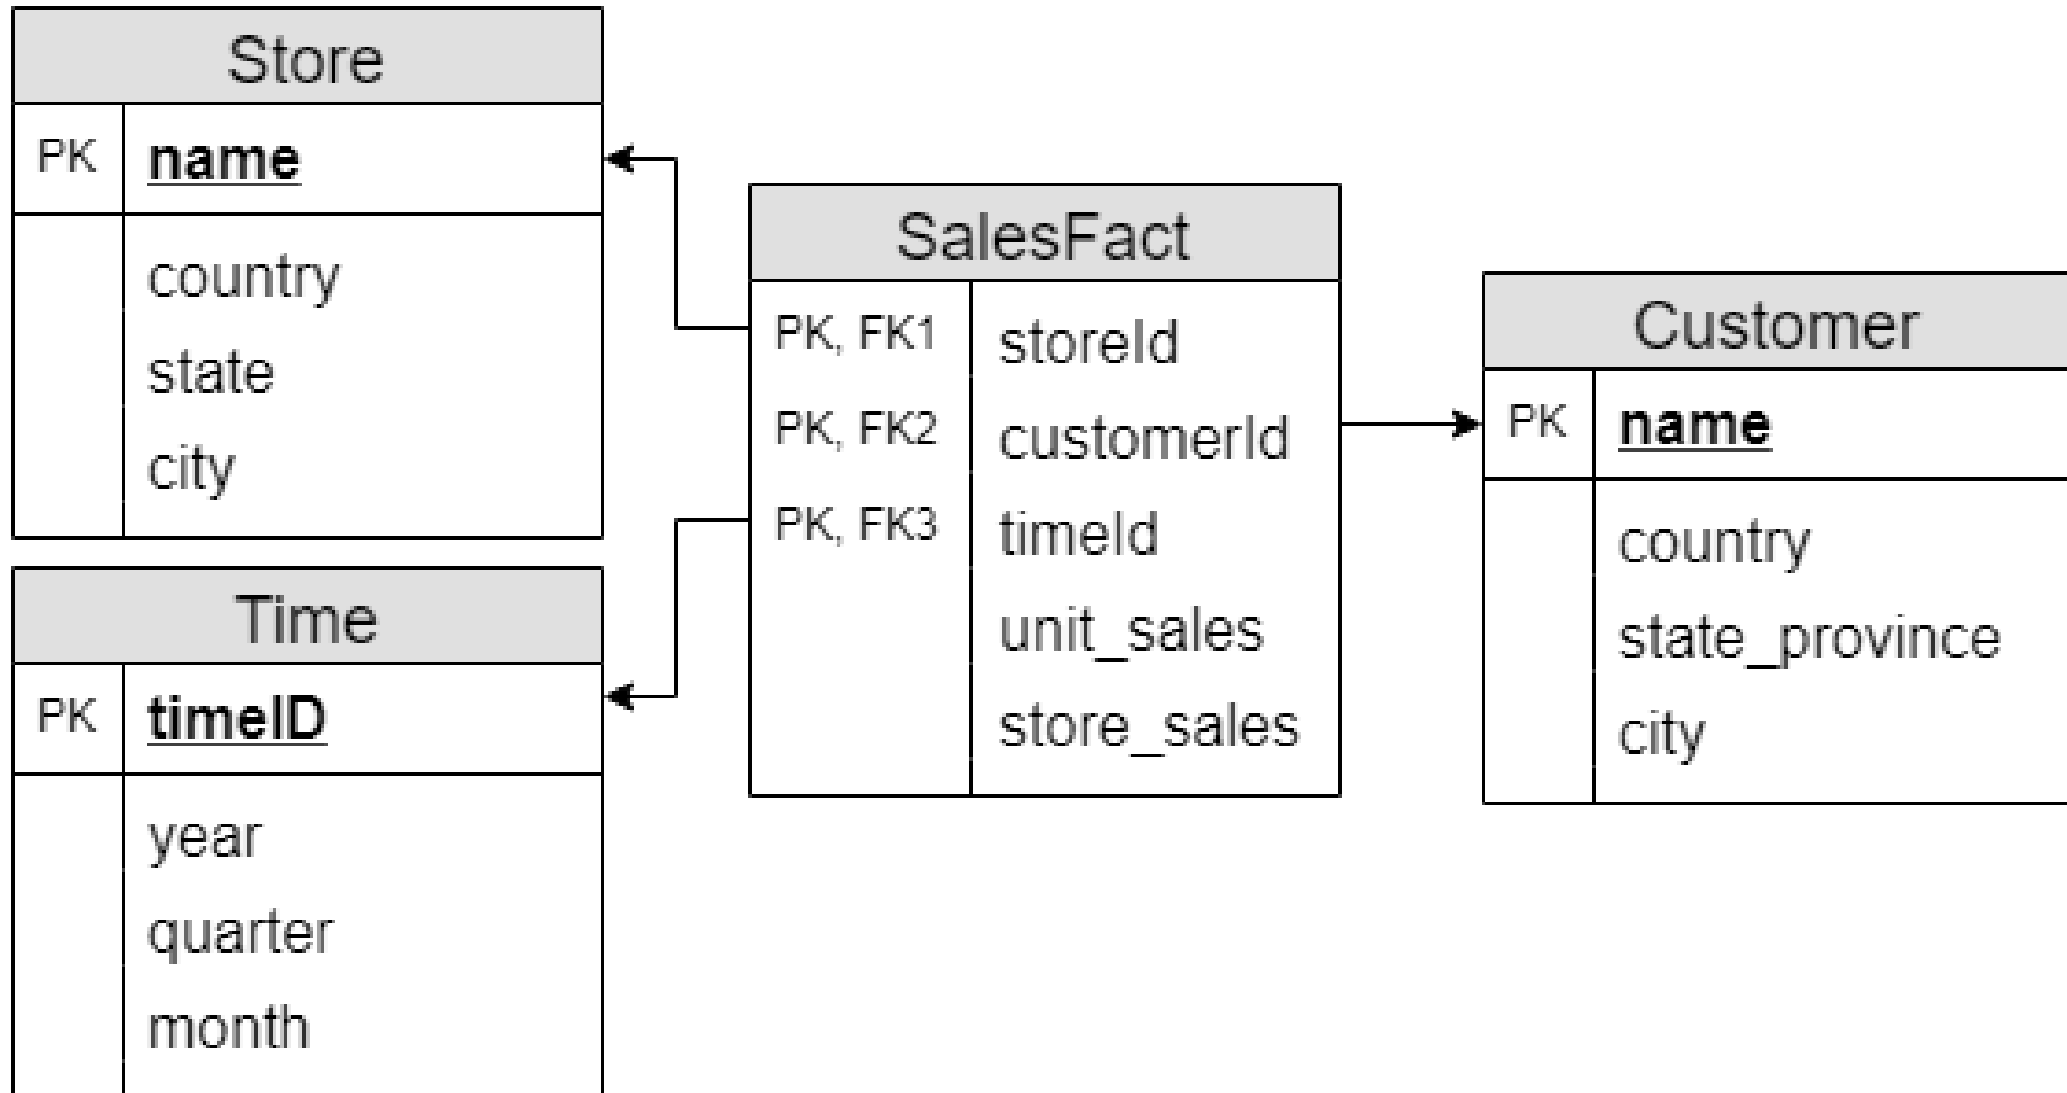 Store
PK name
country
state
city
Time
PK timeID
year
quarter
month
SalesFact
PK, FK1 storeId
PK, FK2 customerId
PK, FK3 timeId
unit_sales
store_sales
Customer
PK name
country
state_province
city